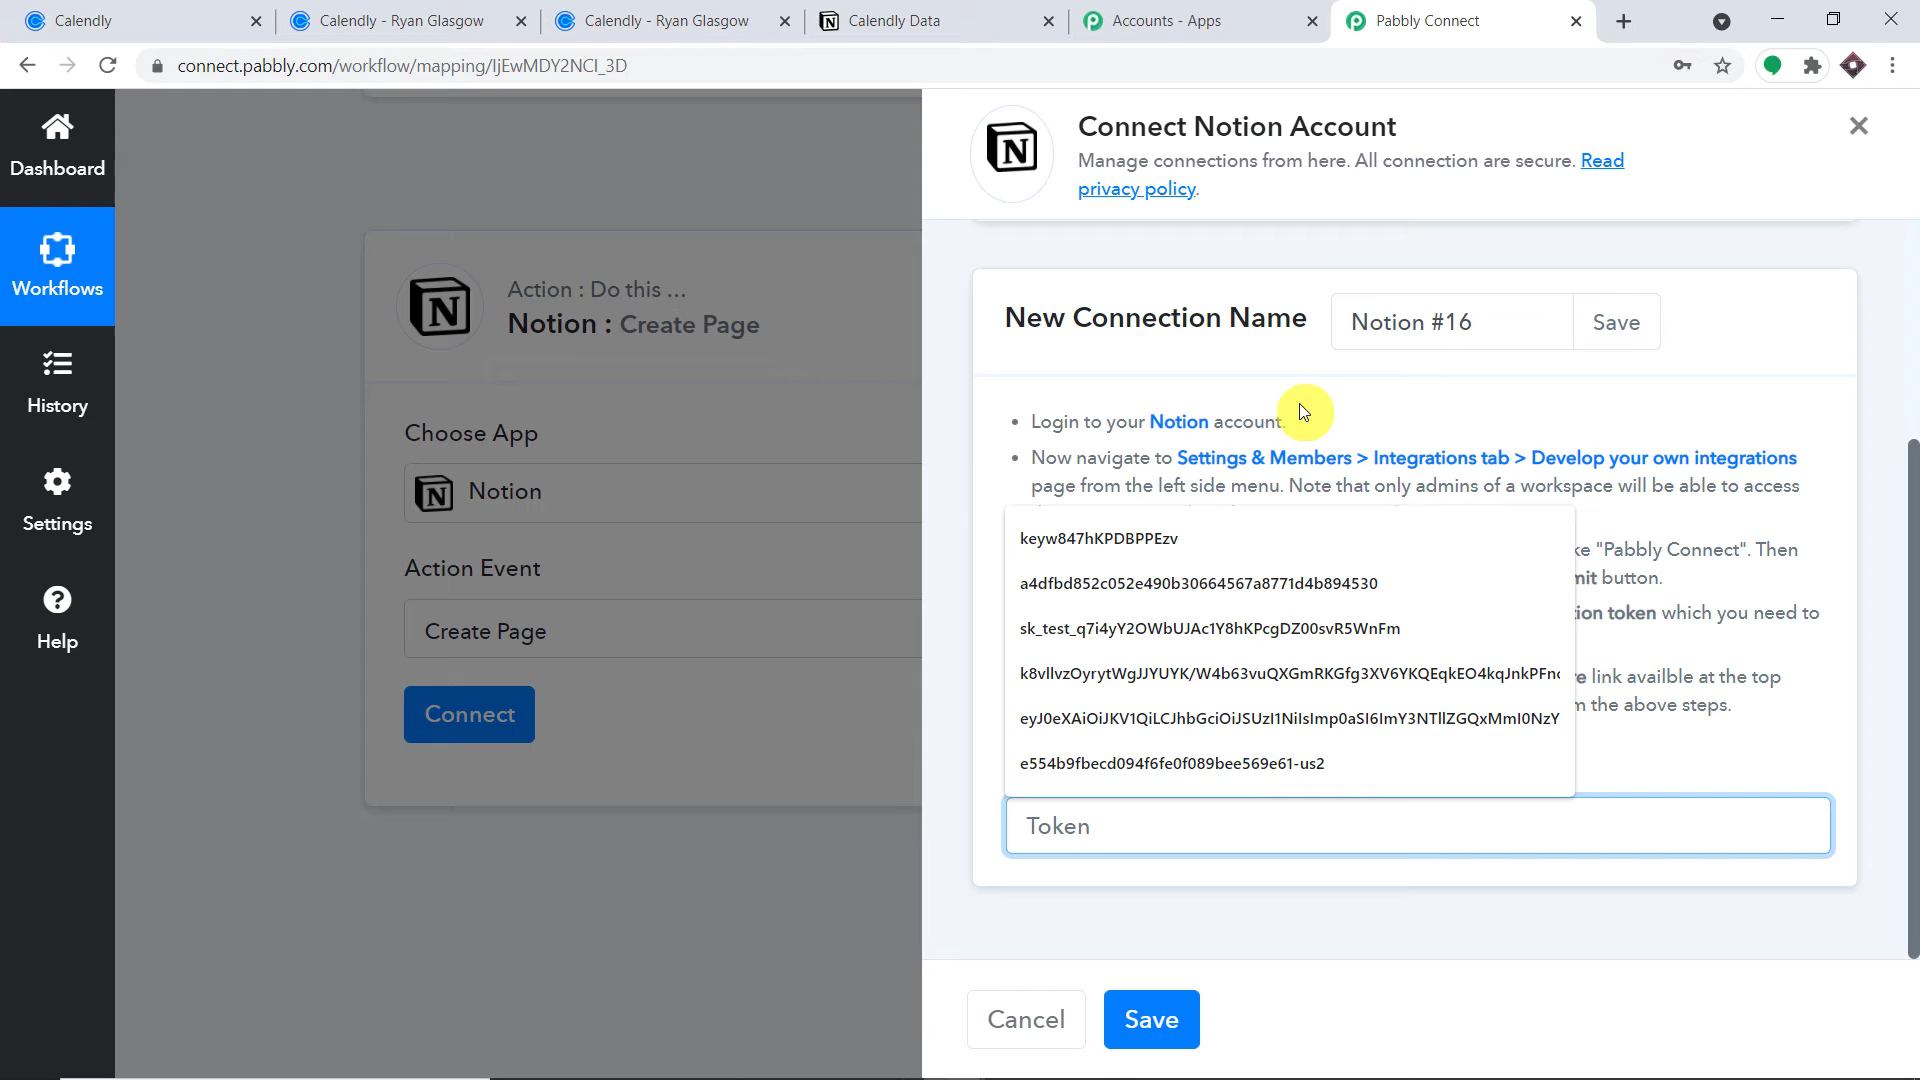 Calendly
Calendly - Ryan Glasgow
Calendly - Ryan Glasgow
Calendly Data
Accounts - Apps
Pabbly Connect
connect.pabbly.com/workflow/mapping/IjEwMDY2NCI_3D
Dashboard
Workflows
History
Settings
Help
Action : Do this ...
Notion : Create Page
Choose App
Notion
Action Event
Create Page
Connect
Connect Notion Account
Manage connections from here. All connection are secure. Read
privacy policy.
New Connection Name
Notion #16
Save
Login to your Notion account.
Now navigate to Settings & Members > Integrations tab > Develop your own integrations
page from the left side menu. Note that only admins of a workspace will be able to access
"Pabbly Connect". Then
button.
token which you need to
link availble at the top
the above steps.
keyw847hKPDBPPEzv
a4dfbd852c052e490b30664567a8771d4b894530
sk_test_q7i4yY2OWbUJAc1Y8hKPcgDZ00svR5WnFm
k8vllvzOyrytWgJJYUYK/W4b63vuQXGmRKGfg3XV6YKQEqkEO4kqJnkPFn
eyJ0eXAiOiJKV1QiLCJhbGciOiJSUzI1NiIsImp0aSI6ImY3NTllZGQxMmI0NzY
e554b9fbecd094f6fe0f089bee569e61-us2
Token
Cancel
Save